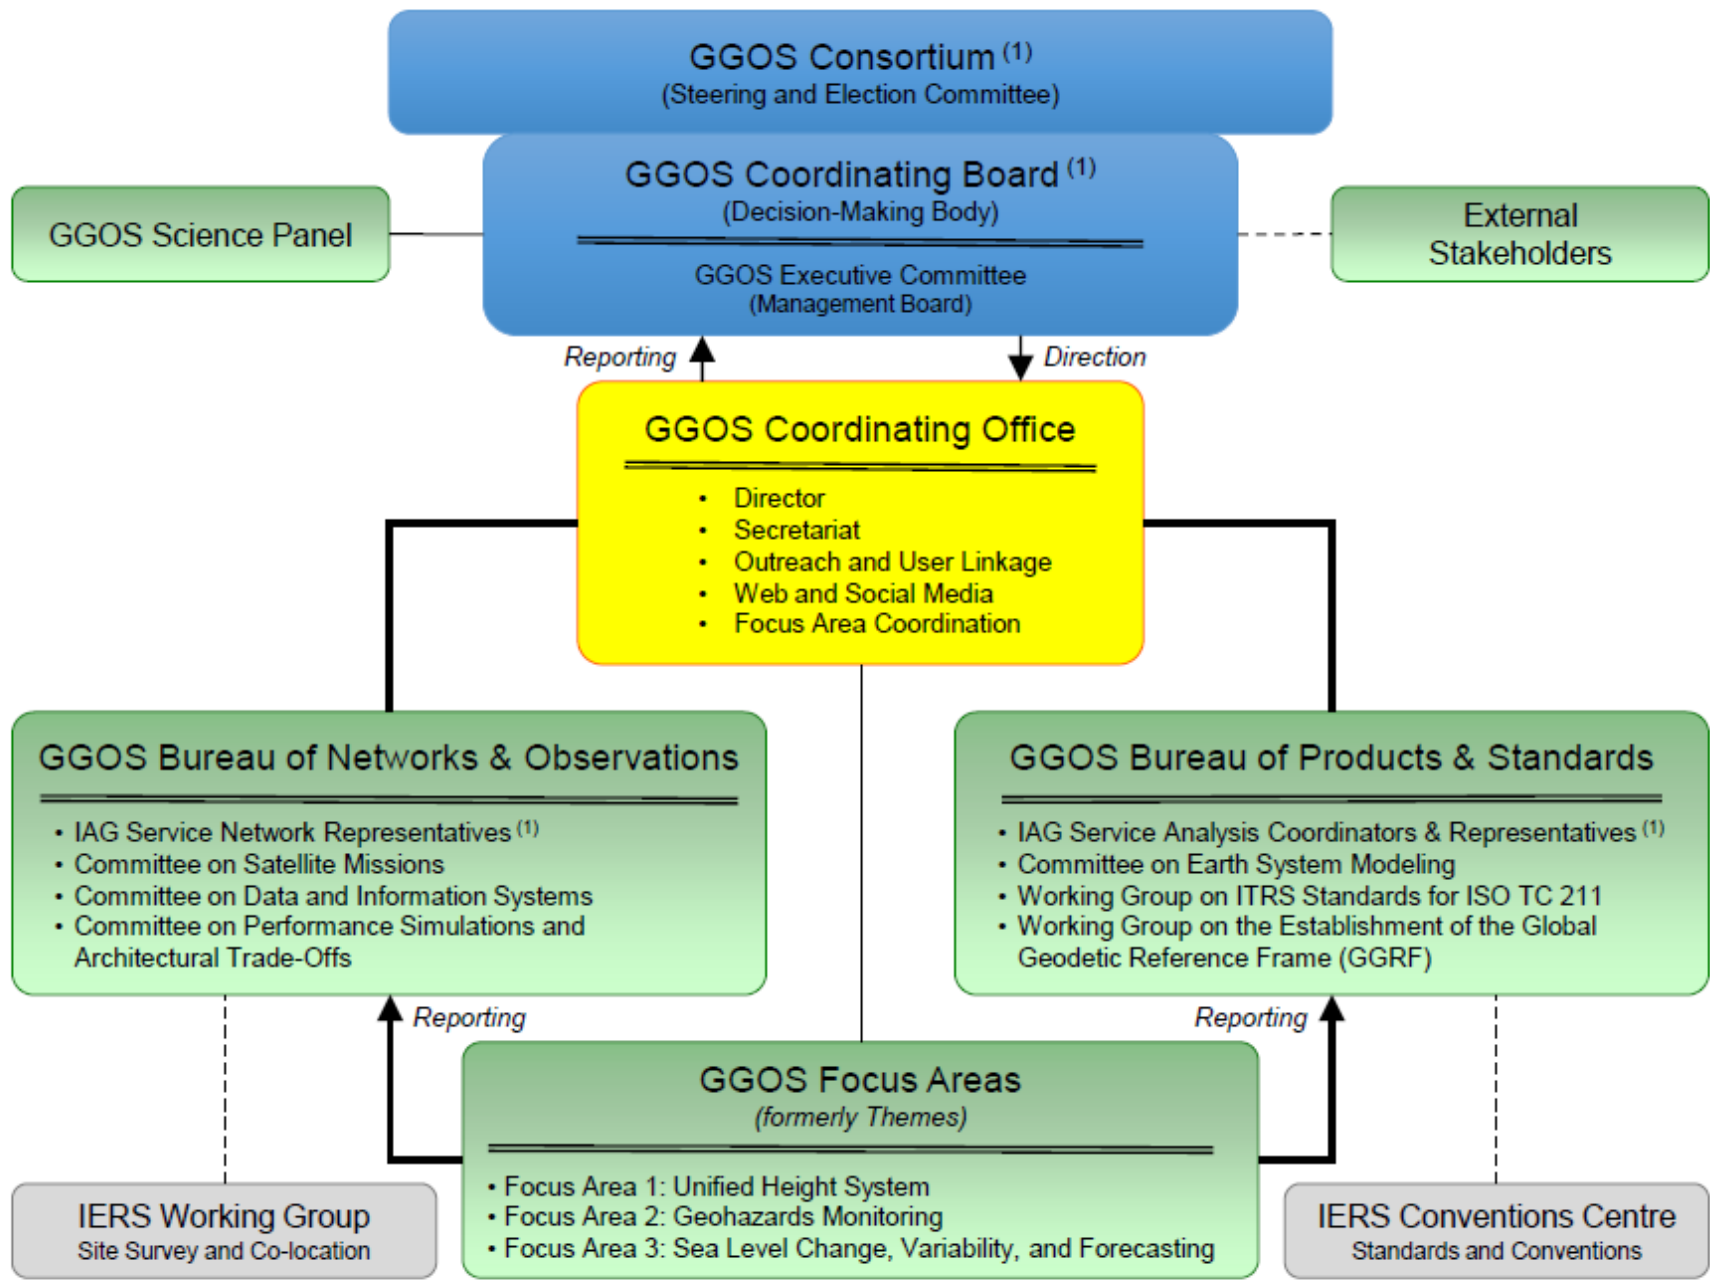 GGOS Consortium (1)
(Steering and Election Committee)
GGOS Coordinating Board (1)
(Decision-Making Body)
GGOS Executive Committee
(Management Board)
GGOS Science Panel
External
Stakeholders
Reporting
Direction
GGOS Coordinating Office
• Director
• Secretariat
• Outreach and User Linkage
• Web and Social Media
• Focus Area Coordination
GGOS Bureau of Networks & Observations
• IAG Service Network Representatives (1)
• Committee on Satellite Missions
• Committee on Data and Information Systems
• Committee on Performance Simulations and
Architectural Trade-Offs
GGOS Bureau of Products & Standards
• IAG Service Analysis Coordinators & Representatives (1)
• Committee on Earth System Modeling
• Working Group on ITRS Standards for ISO TC 211
• Working Group on the Establishment of the Global
Geodetic Reference Frame (GGRF)
Reporting
Reporting
GGOS Focus Areas
(formerly Themes)
• Focus Area 1: Unified Height System
• Focus Area 2: Geohazards Monitoring
• Focus Area 3: Sea Level Change, Variability, and Forecasting
IERS Working Group
Site Survey and Co-location
IERS Conventions Centre
Standards and Conventions